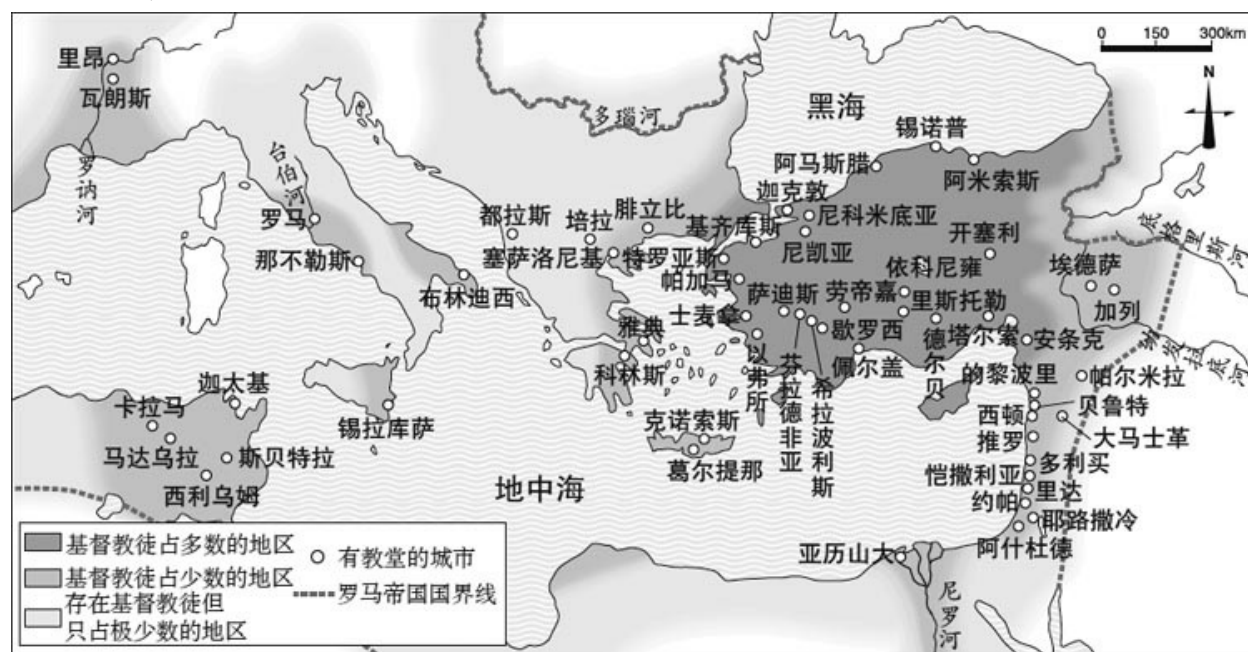 0 150 300km
N
里昂
瓦朗斯
罗讷河
台伯河
罗马
那不勒斯
布林迪西
多瑙河
黑海
锡诺普
阿马斯腊
阿米索斯
迦克敦
尼科米底亚
基齐库斯
尼凯亚
开塞利
底格里斯河
都拉斯
培拉
腓立比
塞萨洛尼基
特罗亚斯
帕加马
依科尼雍
埃德萨
加列
萨迪斯
劳帝嘉
里斯托勒
士麦拿
歇罗西
德尔贝
塔尔索
安条克
幼发拉底河
雅典
科林斯
以弗所
芬拉德非亚
希拉波利斯
佩尔盖
的黎波里
帕尔米拉
贝鲁特
西顿
大马士革
推罗
多利买
恺撒利亚
里达
约帕
耶路撒冷
阿什杜德
克诺索斯
葛尔提那
锡拉库萨
迦太基
卡拉马
马达乌拉
斯贝特拉
西利乌姆
地中海
亚历山大
尼罗河
基督教徒占多数的地区
基督教徒占少数的地区
存在基督教徒但
只占极少数的地区
有教堂的城市
罗马帝国国界线